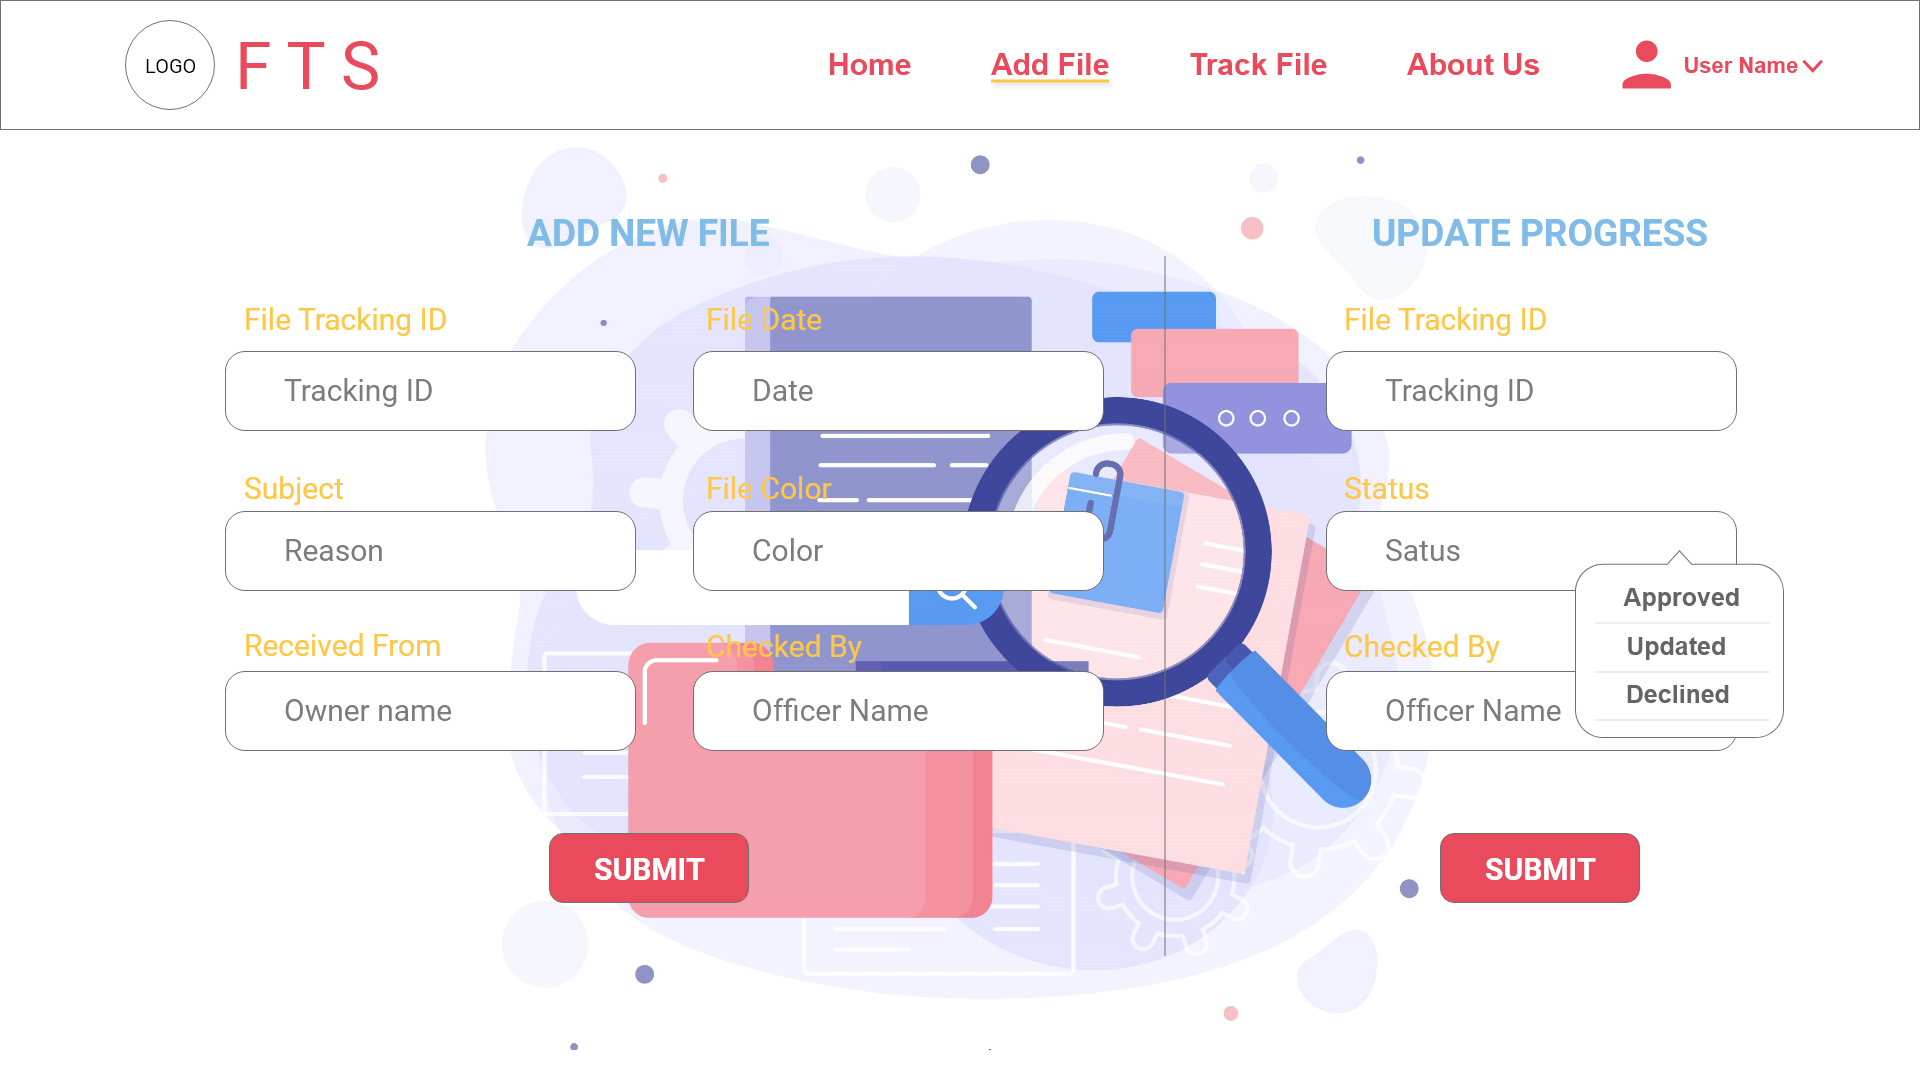 LOGO
F T S
Home
Add File
Track File
About Us
User Name
ADD NEW FILE
UPDATE PROGRESS
File Tracking ID
File Date
File Tracking ID
Tracking ID
Date
Tracking ID
Subject
File Color
Status
Reason
Color
Satus
Approved
Updated
Declined
Received From
Checked By
Checked By
Owner name
Officer Name
Officer Name
SUBMIT
SUBMIT